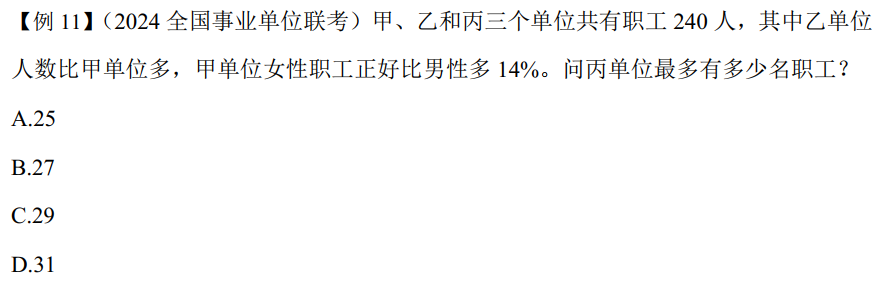 【例 11】（2024 全国事业单位联考）甲、乙和丙三个单位共有职工 240 人，其中乙单位
人数比甲单位多，甲单位女性职工正好比男性多 14%。问丙单位最多有多少名职工？
A.25
B.27
C.29
D.31